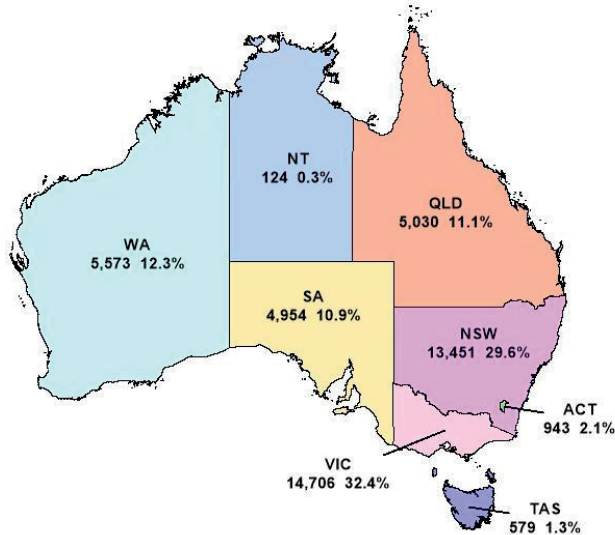 NT
124 0.3%
QLD
5,030 11.1%
WA
5,573 12.3%
SA
4,954 10.9%
NSW
13,451 29.6%
ACT
943 2.1%
VIC
14,706 32.4%
TAS
579 1.3%